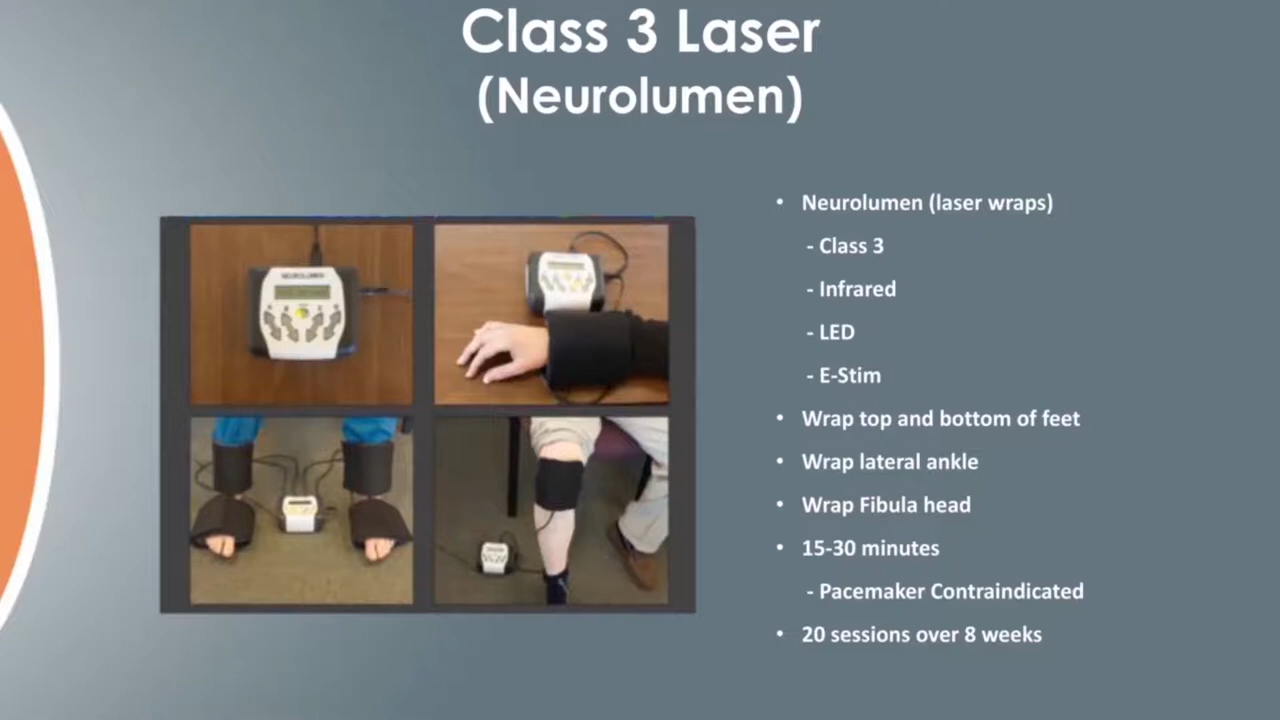 Class 3 Laser
(Neurolumen)
NEUROLUMEN
• Neurolumen (laser wraps)
- Class 3
- Infrared
- LED
- E-Stim
• Wrap top and bottom of feet
• Wrap lateral ankle
• Wrap Fibula head
• 15-30 minutes
- Pacemaker Contraindicated
• 20 sessions over 8 weeks